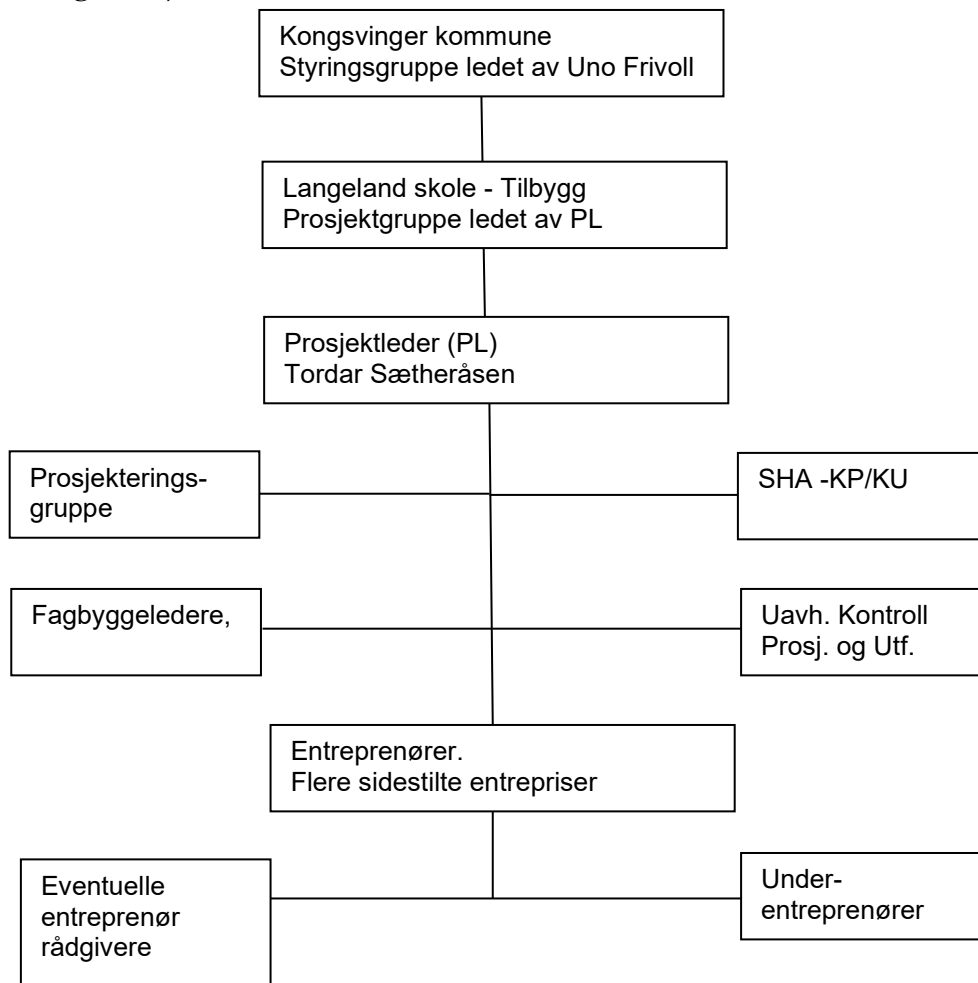 Kongsvinger kommune
Styringsgruppe ledet av Uno Frivoll
Langeland skole - Tilbygg
Prosjektgruppe ledet av PL
Prosjektleder (PL)
Tordar Sætheråsen
Prosjekterings-
gruppe
SHA -KP/KU
Fagbyggeledere,
Uavh. Kontroll
Prosj. og Utf.
Entreprenører.
Flere sidestilte entrepriser
Eventuelle
entreprenør
rådgivere
Under-
entreprenører